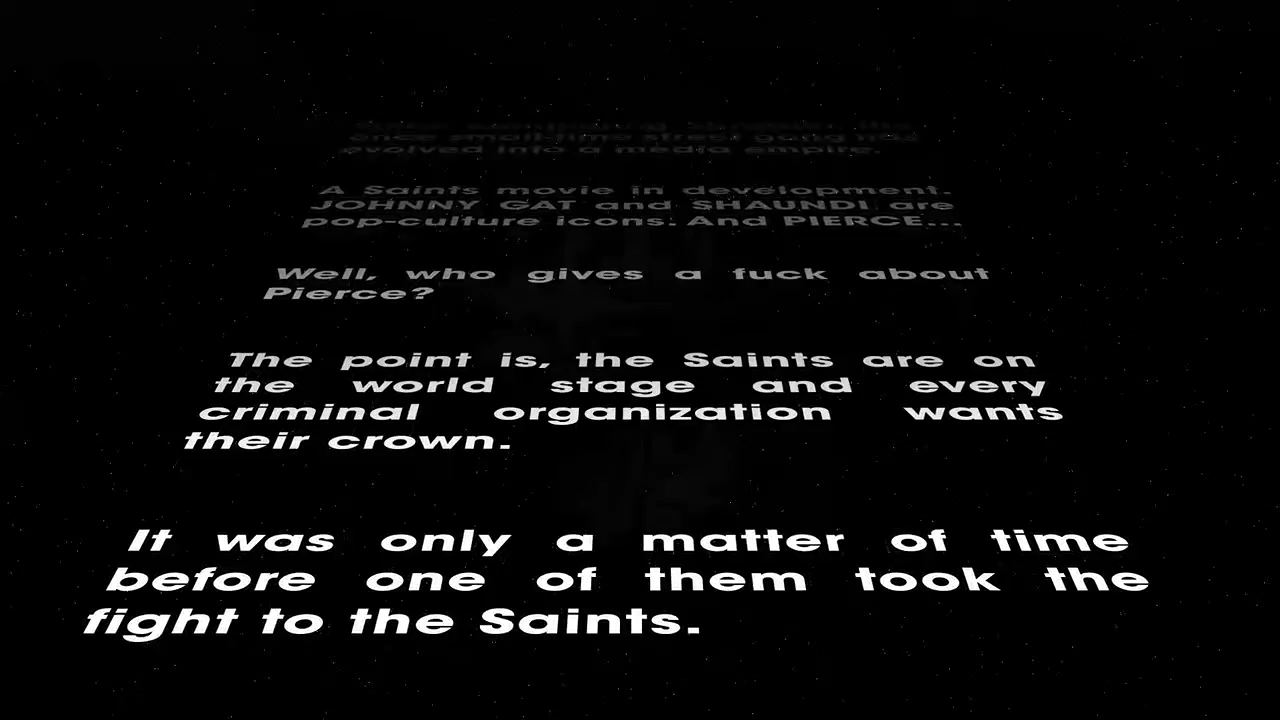 once small-time street gang has
evolved into a media empire.
A Saints movie in development.
JOHNNY GAT and SHAUNDI are
pop-culture icons. And PIERCE...
Well, who gives a fuck about
Pierce?
The point is, the Saints are on
the world stage and every
criminal organization wants
their crown.
It was only a matter of time
before one of them took the
fight to the Saints.